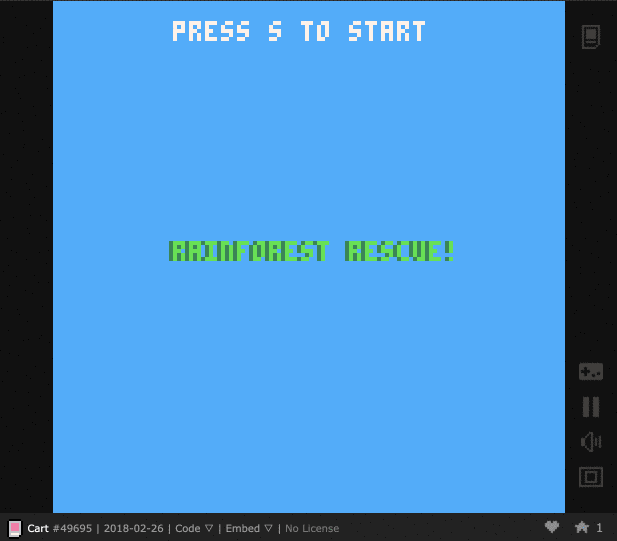 PRESS S TO START
RAINFOREST RESCUE!
Cart #49695 | 2018-02-26 | Code ▽ | Embed ▽ | No License
1